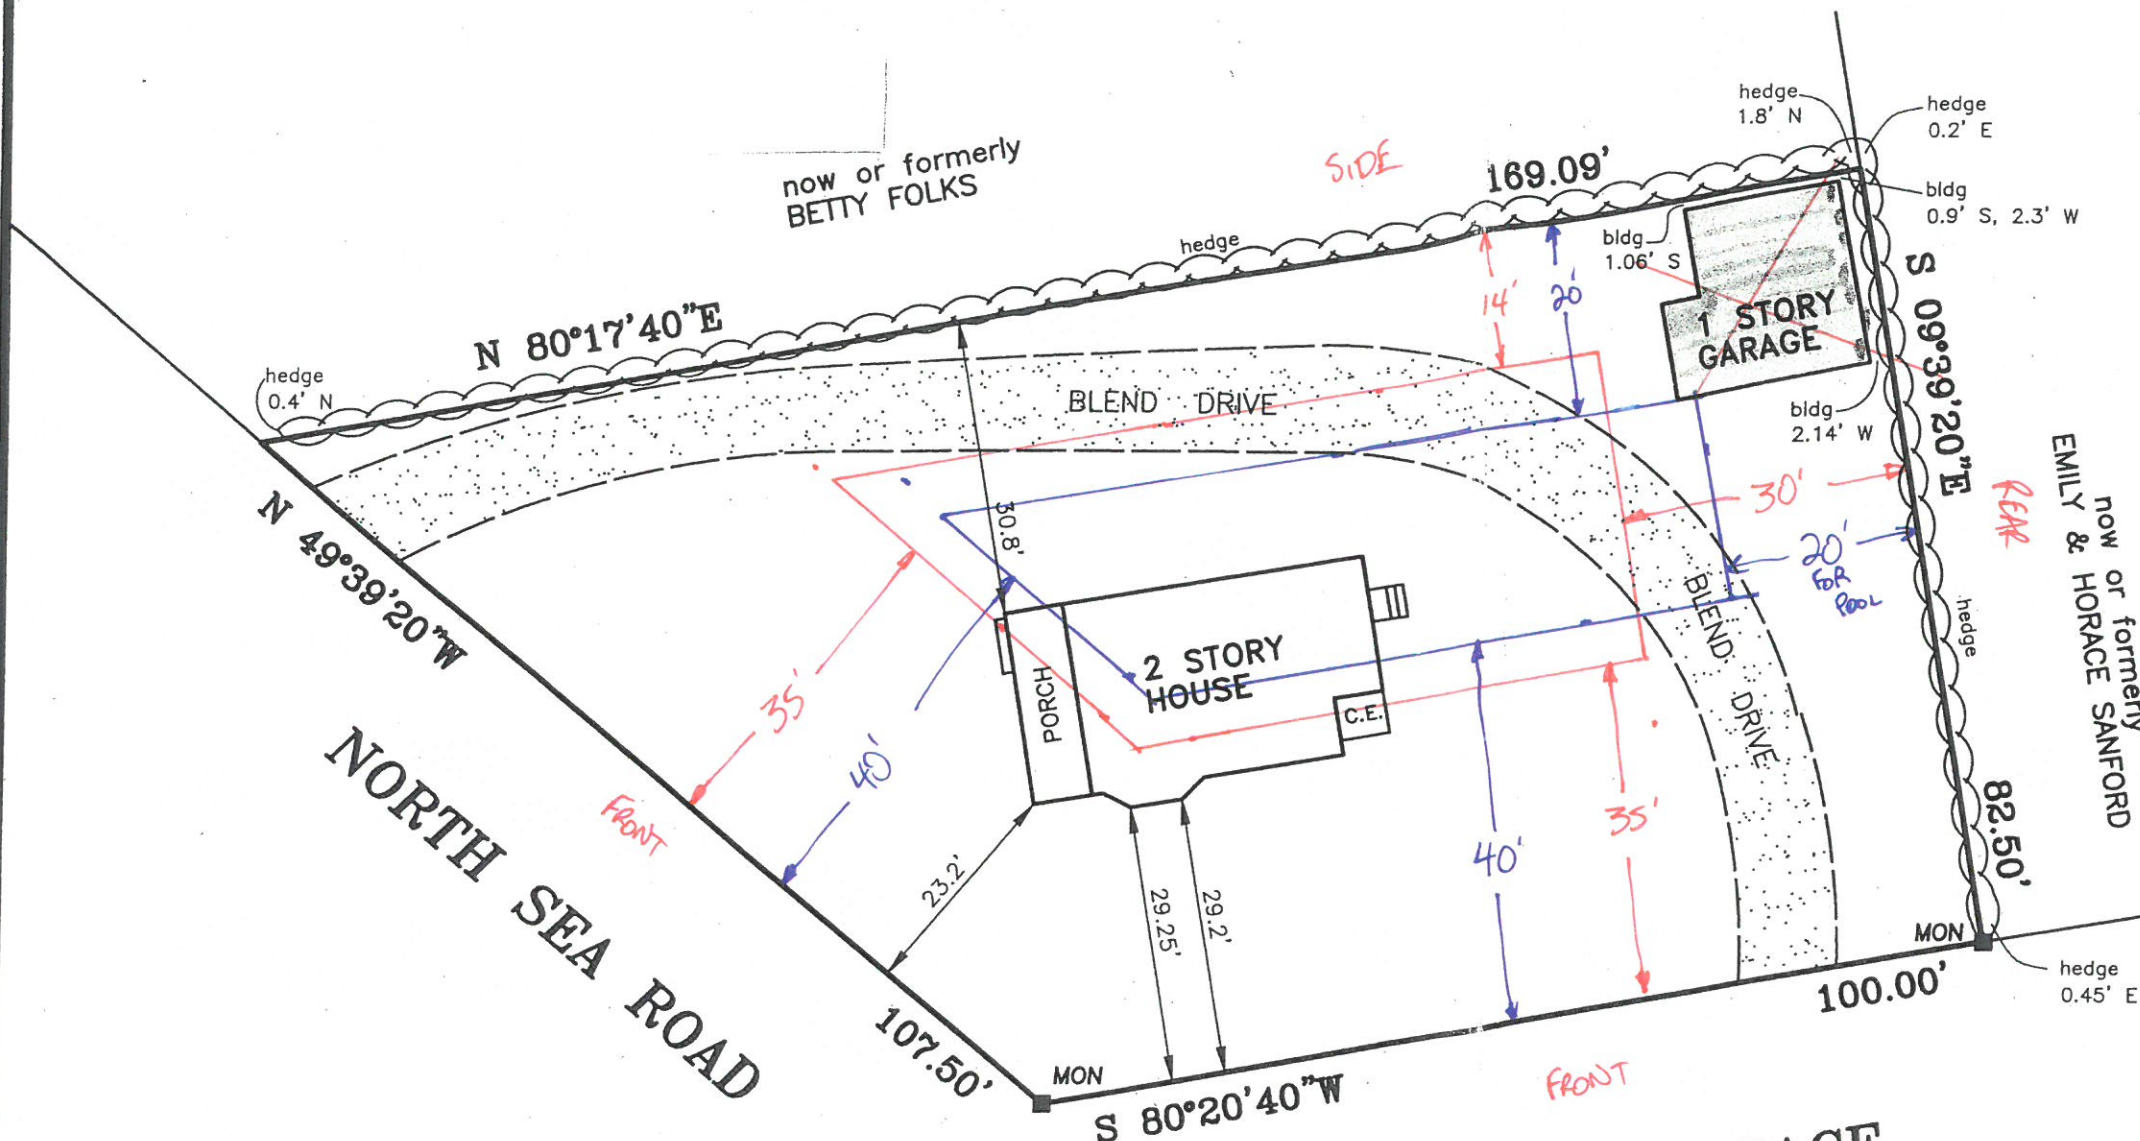 hedge
1.8' N
hedge
0.2' E
now or formerly
BETTY FOLKS
SIDE
169.09'
bldg
0.9' S, 2.3' W
hedge
bldg
1.06' S
S 09°39'20"E
N 80°17'40"E
14'
20'
1 STORY
GARAGE
hedge
0.4' N
BLEND DRIVE
bldg
2.14' W
now or formerly
EMILY & HORACE SANFORD
30'
REAR
20'
FOR
POOL
N 49°39'20"W
30.8'
hedge
BLEND DRIVE
2 STORY
HOUSE
PORCH
C.E.
35'
40'
FRONT
NORTH SEA ROAD
82.50'
35'
40'
23.2'
29.25'
29.2'
MON
hedge
0.45' E
100.00'
107.50'
MON
S 80°20'40"W
FRONT